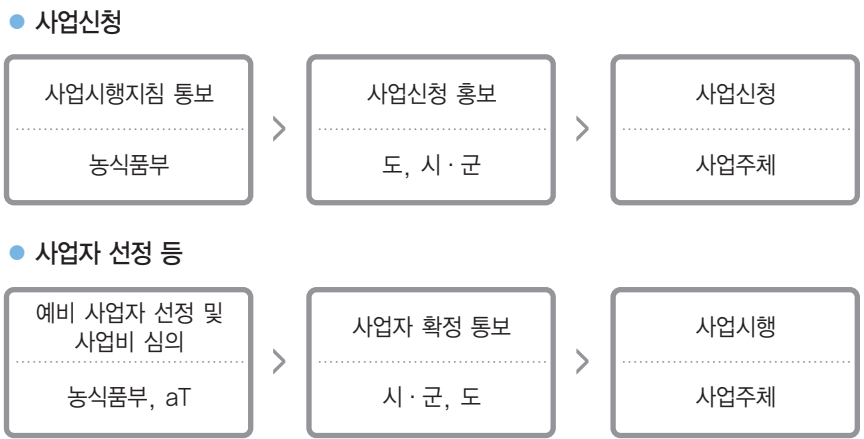 사업신청
사업시행지침 통보
농식품부
사업신청 홍보
도, 시·군
사업신청
사업주체
사업자 선정 등
예비 사업자 선정 및
사업비 심의
농식품부, aT
사업자 확정 통보
시·군, 도
사업시행
사업주체